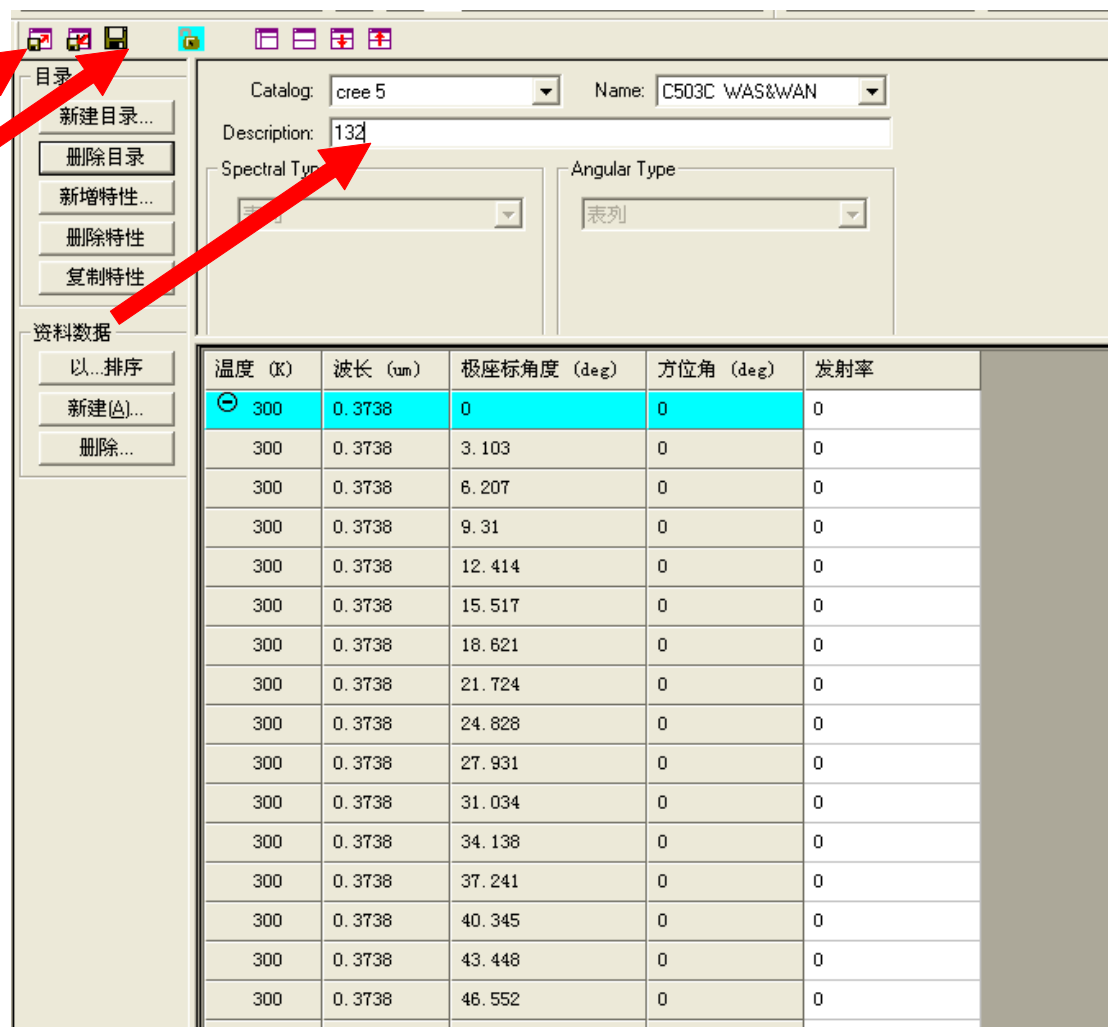 目录
新建目录...
删除目录
新增特性...
删除特性
复制特性
资料数据
以...排序
新建(A)...
删除...
Catalog: cree 5 Name: C503C WAS&WAN
Description: 132
Spectral Typ Angular Type
表列 表列
温度 (K) 波长 (um) 极座标角度 (deg) 方位角 (deg) 发射率
300 0.3738 0 0 0
300 0.3738 3.103 0 0
300 0.3738 6.207 0 0
300 0.3738 9.31 0 0
300 0.3738 12.414 0 0
300 0.3738 15.517 0 0
300 0.3738 18.621 0 0
300 0.3738 21.724 0 0
300 0.3738 24.828 0 0
300 0.3738 27.931 0 0
300 0.3738 31.034 0 0
300 0.3738 34.138 0 0
300 0.3738 37.241 0 0
300 0.3738 40.345 0 0
300 0.3738 43.448 0 0
300 0.3738 46.552 0 0